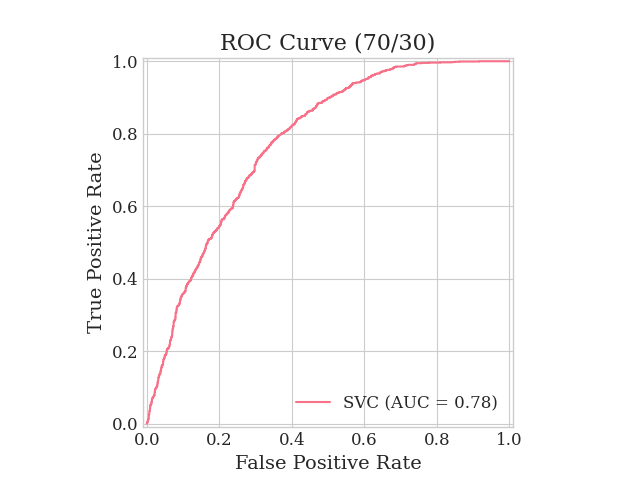 ROC Curve (70/30)
1.0
0.8
0.6
0.4
0.2
0.0
True Positive Rate
SVC (AUC = 0.78)
0.0 0.2 0.4 0.6 0.8 1.0
False Positive Rate